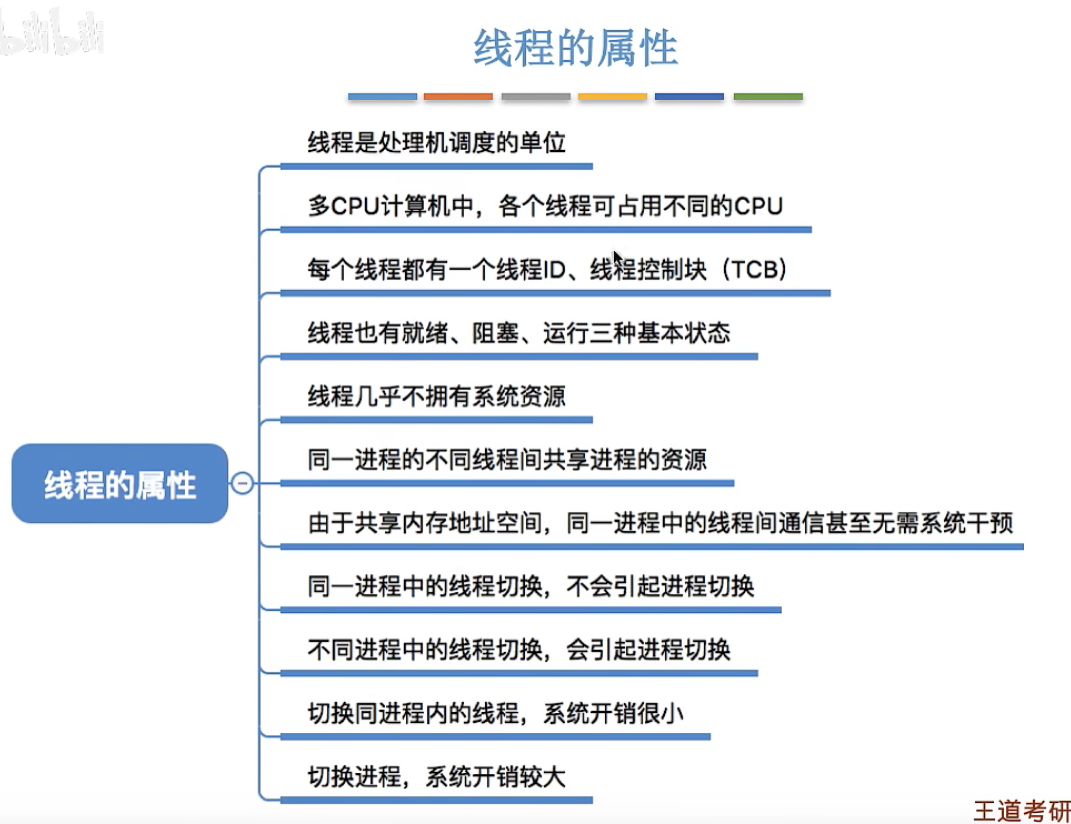 bilibili
线程的属性
线程是处理机调度的单位
多CPU计算机中，各个线程可占用不同的CPU
每个线程都有一个线程ID、线程控制块（TCB）
线程也有就绪、阻塞、运行三种基本状态
线程几乎不拥有系统资源
同一进程的不同线程间共享进程的资源
线程的属性
由于共享内存地址空间，同一进程中的线程间通信甚至无需系统干预
同一进程中的线程切换，不会引起进程切换
不同进程中的线程切换，会引起进程切换
切换同进程内的线程，系统开销很小
切换进程，系统开销较大
王道考研